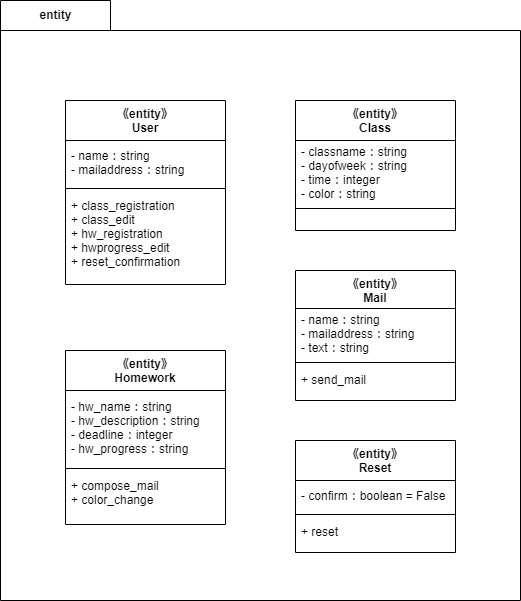 entity
《entity》
User
- name：string
- mailaddress：string
+ class_registration
+ class_edit
+ hw_registration
+ hwprogress_edit
+ reset_confirmation
《entity》
Class
- classname：string
- dayofweek：string
- time：integer
- color：string
《entity》
Mail
- name：string
- mailaddress：string
- text：string
+ send_mail
《entity》
Homework
- hw_name：string
- hw_description：string
- deadline：integer
- hw_progress：string
+ compose_mail
+ color_change
《entity》
Reset
- confirm：boolean = False
+ reset